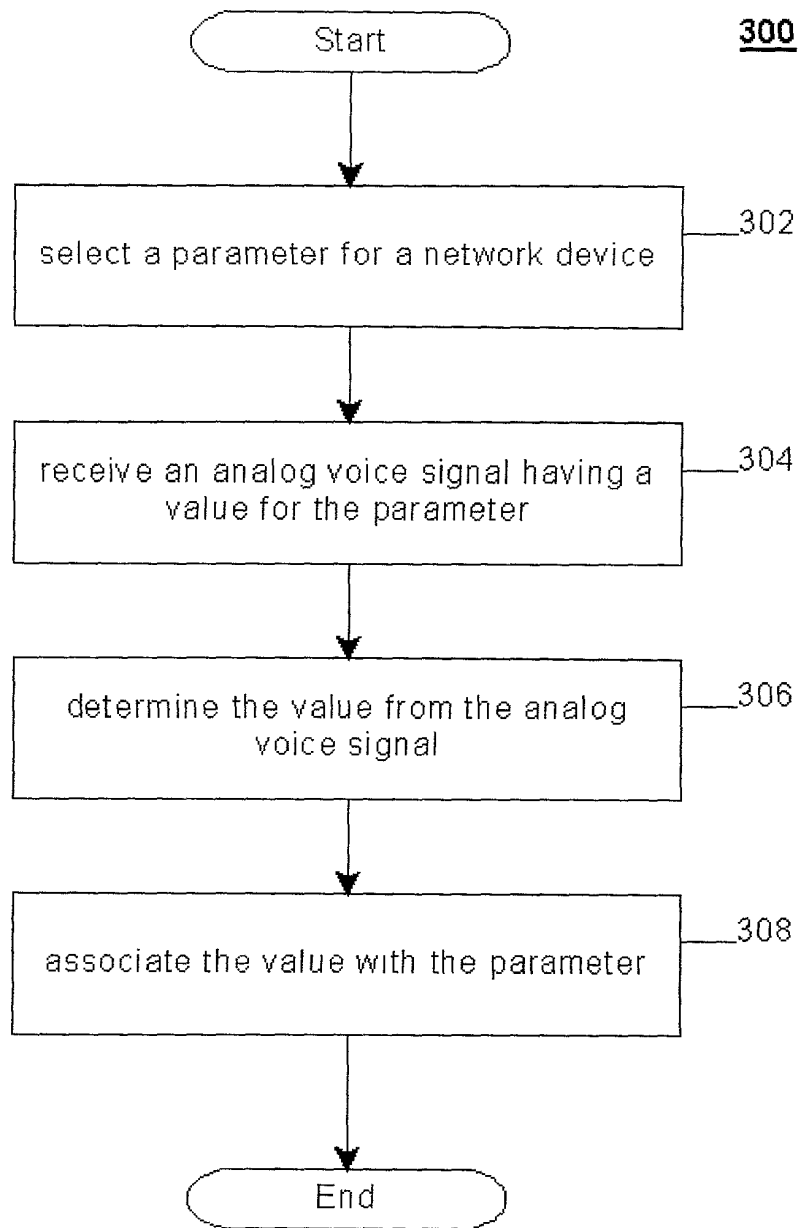 Start
300
select a parameter for a network device
302
receive an analog voice signal having a
value for the parameter
304
determine the value from the analog
voice signal
306
associate the value with the parameter
308
End